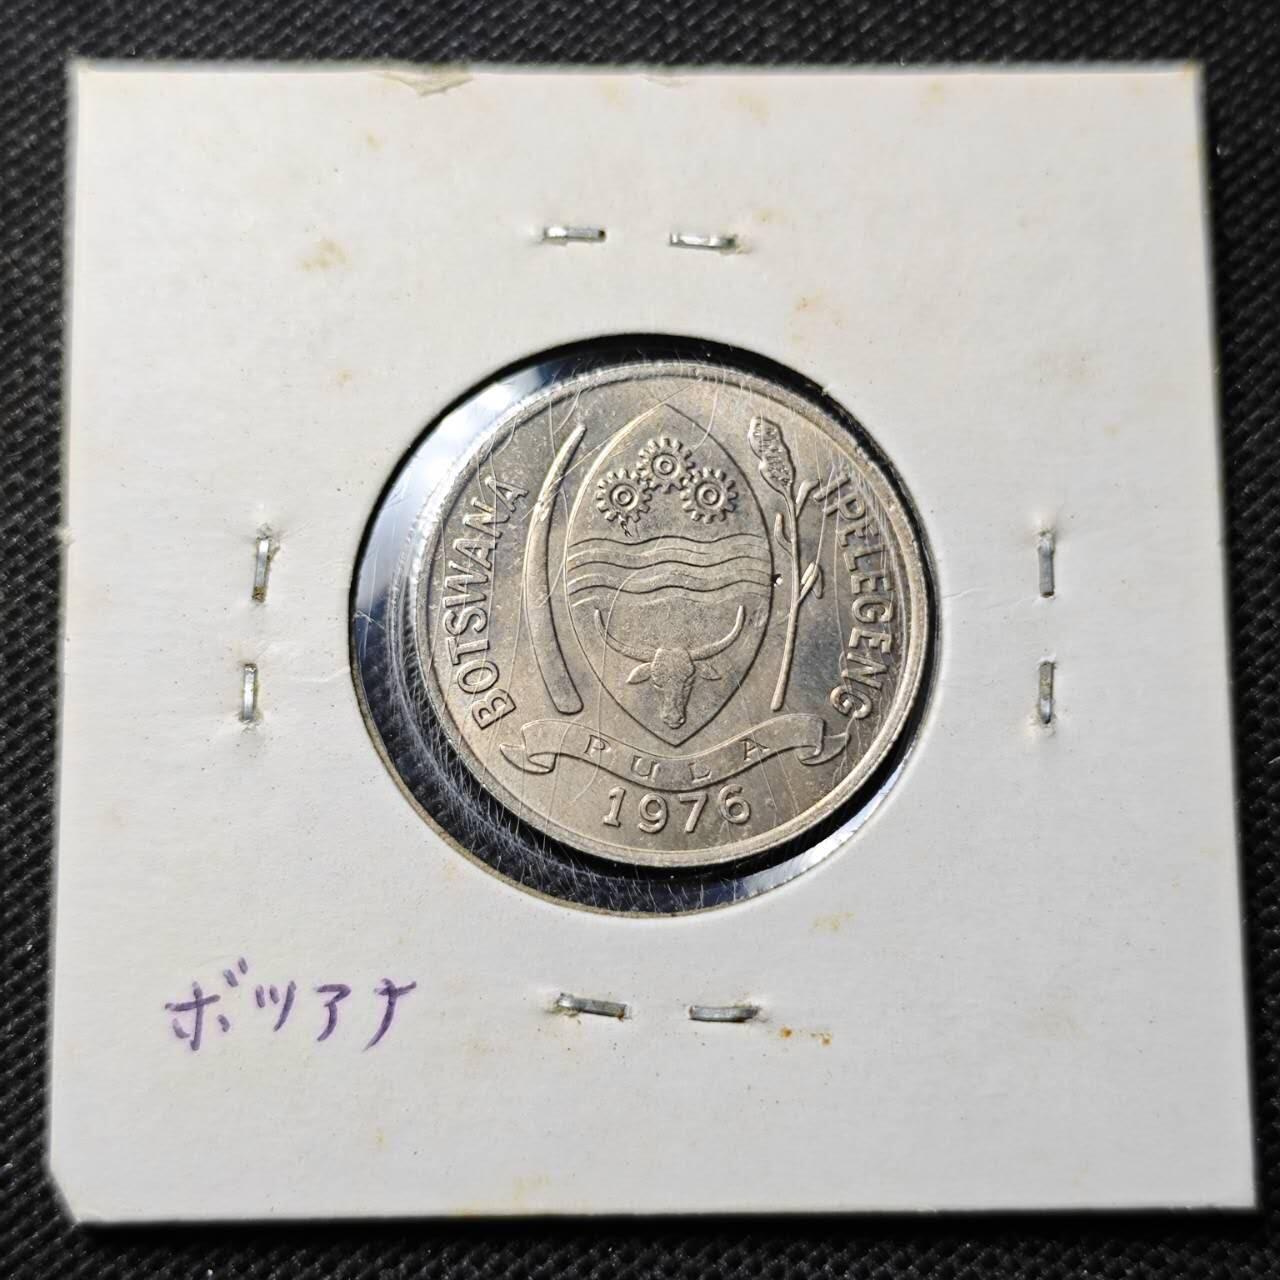 BOTSWANA
IPELEGENG
PULA
1976
ボツアナ